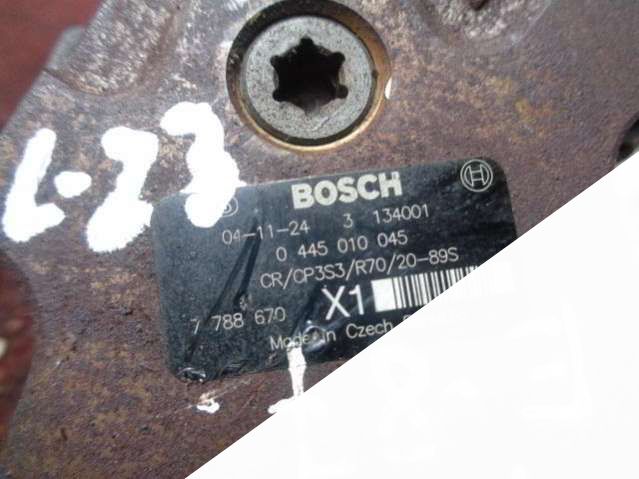 L-23
BOSCH
04-11-24 3 134001
0 445 010 045
CR/CP3S3/R70/20-89S
7 788 670 X1
Made in Czech